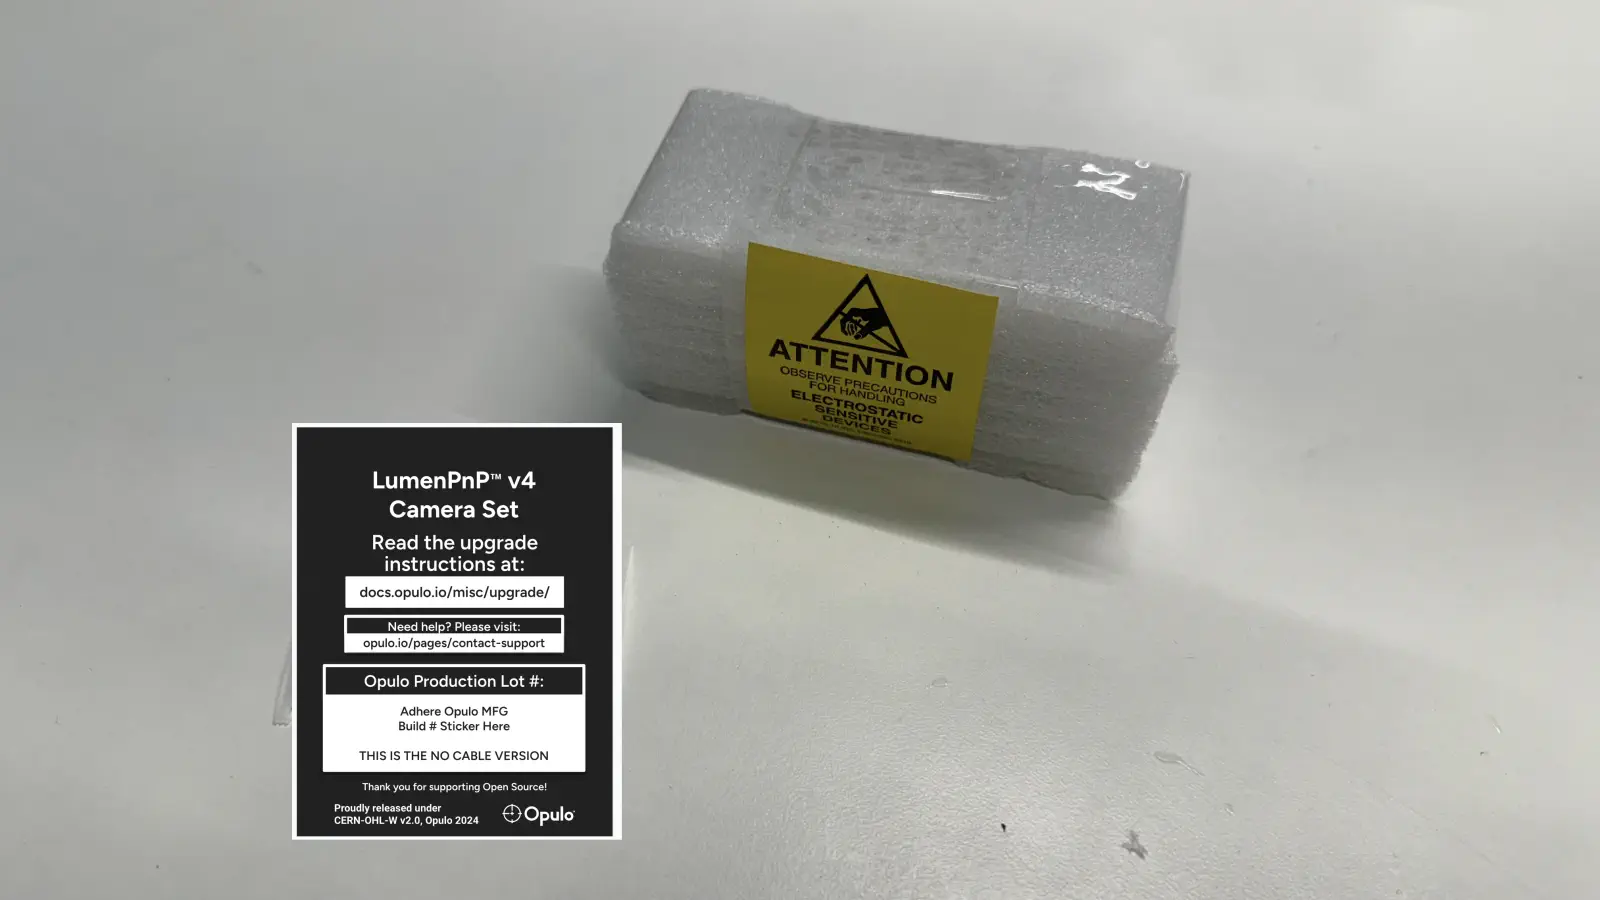 ATTENTION
OBSERVE PRECAUTIONS
FOR HANDLING
ELECTROSTATIC
SENSITIVE
DEVICES
LumenPnP™ v4
Camera Set
Read the upgrade
instructions at:
docs.opulo.io/misc/upgrade/
Need help? Please visit:
opulo.io/pages/contact-support
Opulo Production Lot #:
Adhere Opulo MFG
Build # Sticker Here
THIS IS THE NO CABLE VERSION
Thank you for supporting Open Source!
Proudly released under
CERN-OHL-W v2.0, Opulo 2024
Opulo